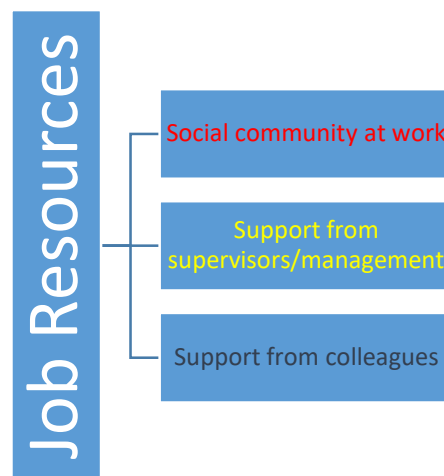 Job Resources
Social community at work
Support from
supervisors/management
Support from colleagues